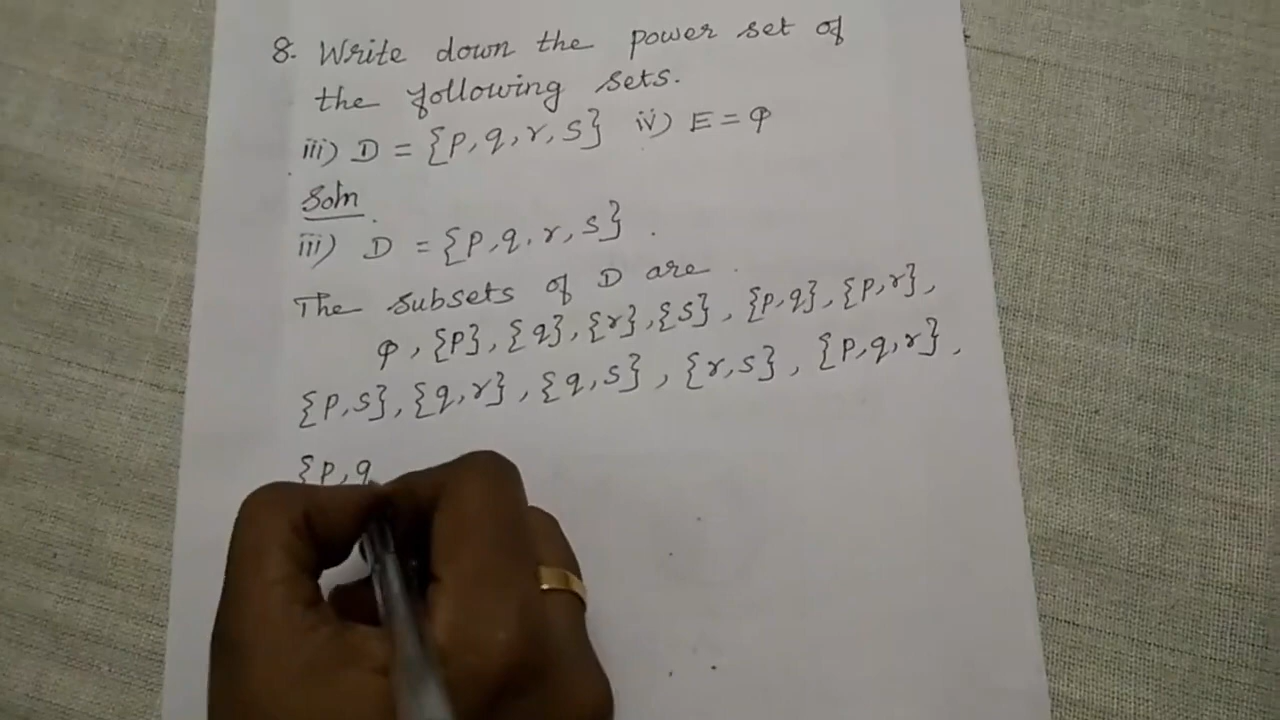 8. Write down the power set of
the following sets.
iii) D = {p, q, r, s} iv) E = φ
Soln
iii) D = {p, q, r, s}.
The subsets of D are
φ, {p}, {q}, {r}, {s}, {p, q}, {p, r},
{p, s}, {q, r}, {q, s}, {r, s}, {p, q, r},
{p, q